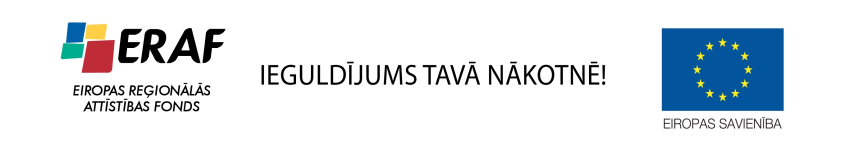 ERAF
EIROPAS REĢIONĀLĀS
ATTĪSTĪBAS FONDS
IEGULDĪJUMS TAVĀ NĀKOTNĒ!
EIROPAS SAVIENĪBA